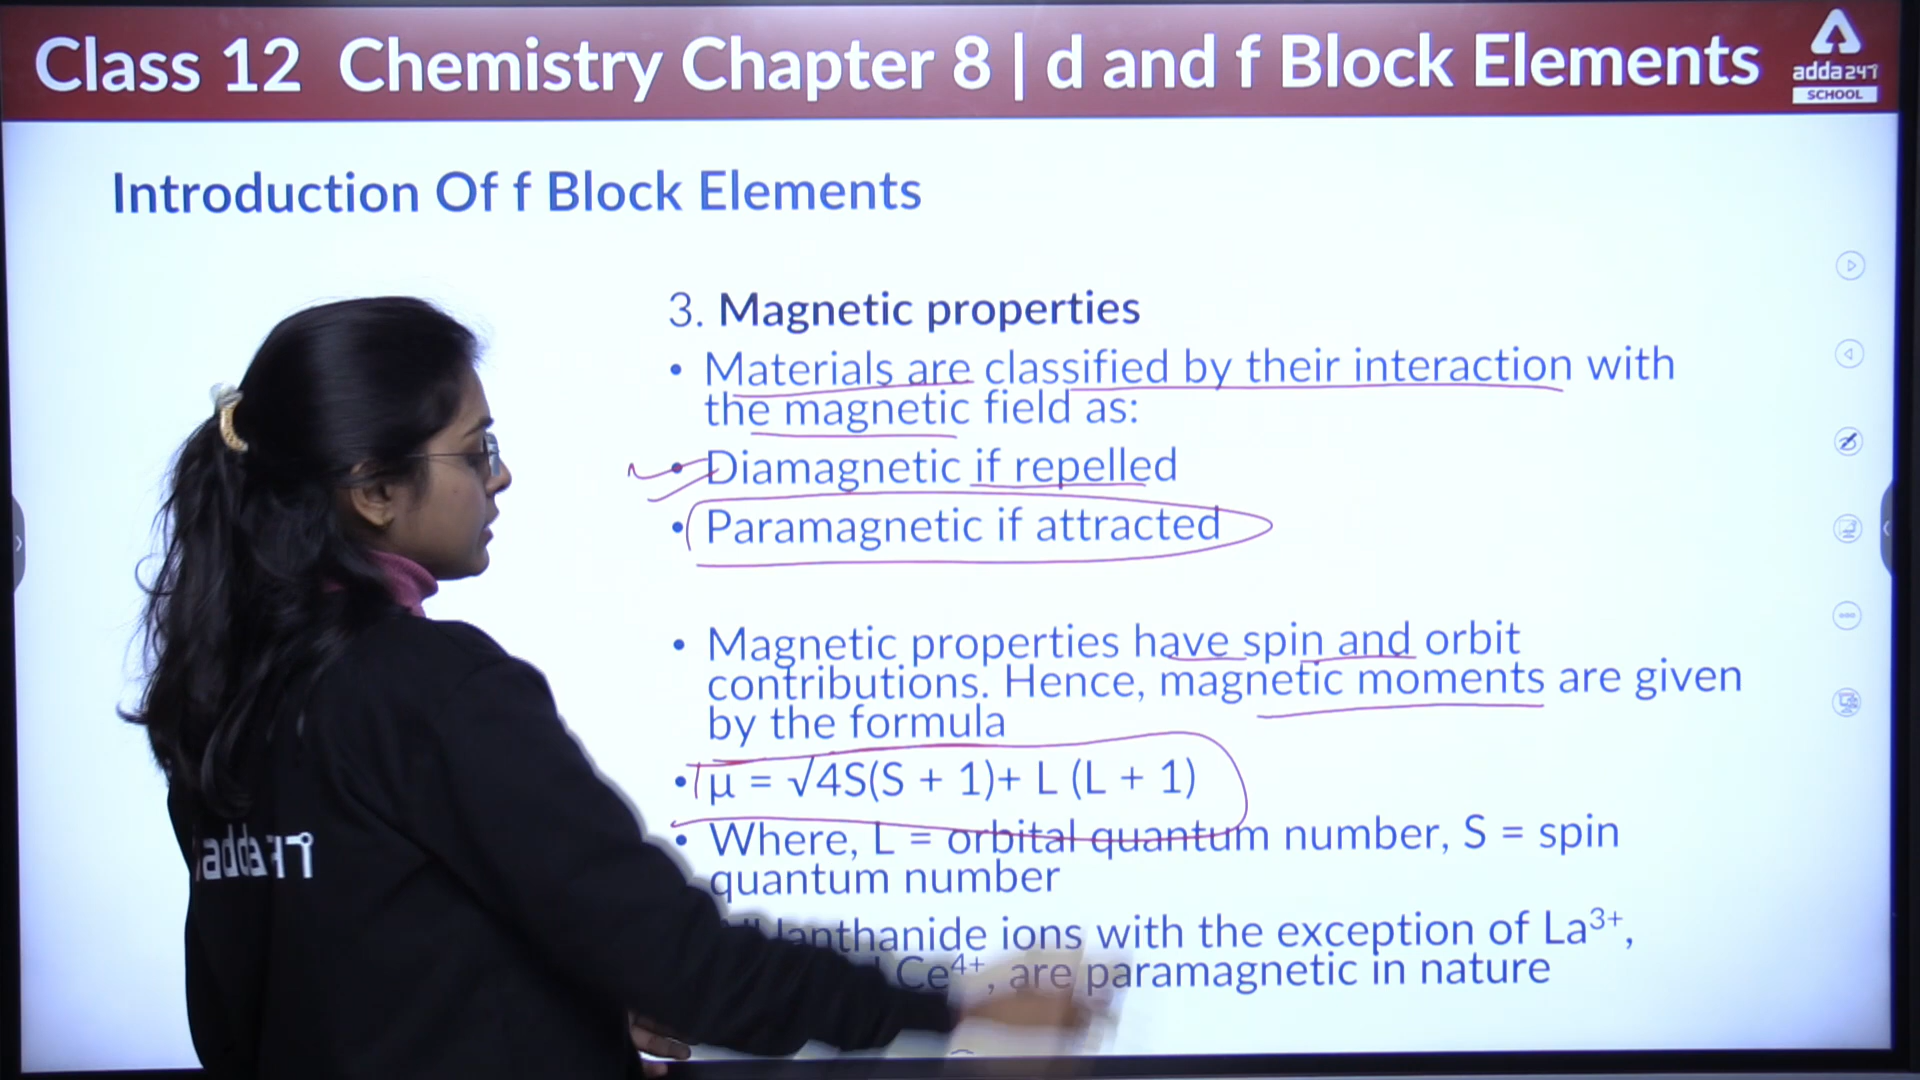 Class 12 Chemistry Chapter 8 | d and f Block Elements
adda247
SCHOOL
Introduction Of f Block Elements
3. Magnetic properties
• Materials are classified by their interaction with
the magnetic field as:
• Diamagnetic if repelled
• Paramagnetic if attracted
• Magnetic properties have spin and orbit
contributions. Hence, magnetic moments are given
by the formula
• μ = √4S(S + 1)+ L (L + 1)
• Where, L = orbital quantum number, S = spin
quantum number
lanthanide ions with the exception of La³⁺,
Ce⁴⁺, are paramagnetic in nature
adda247